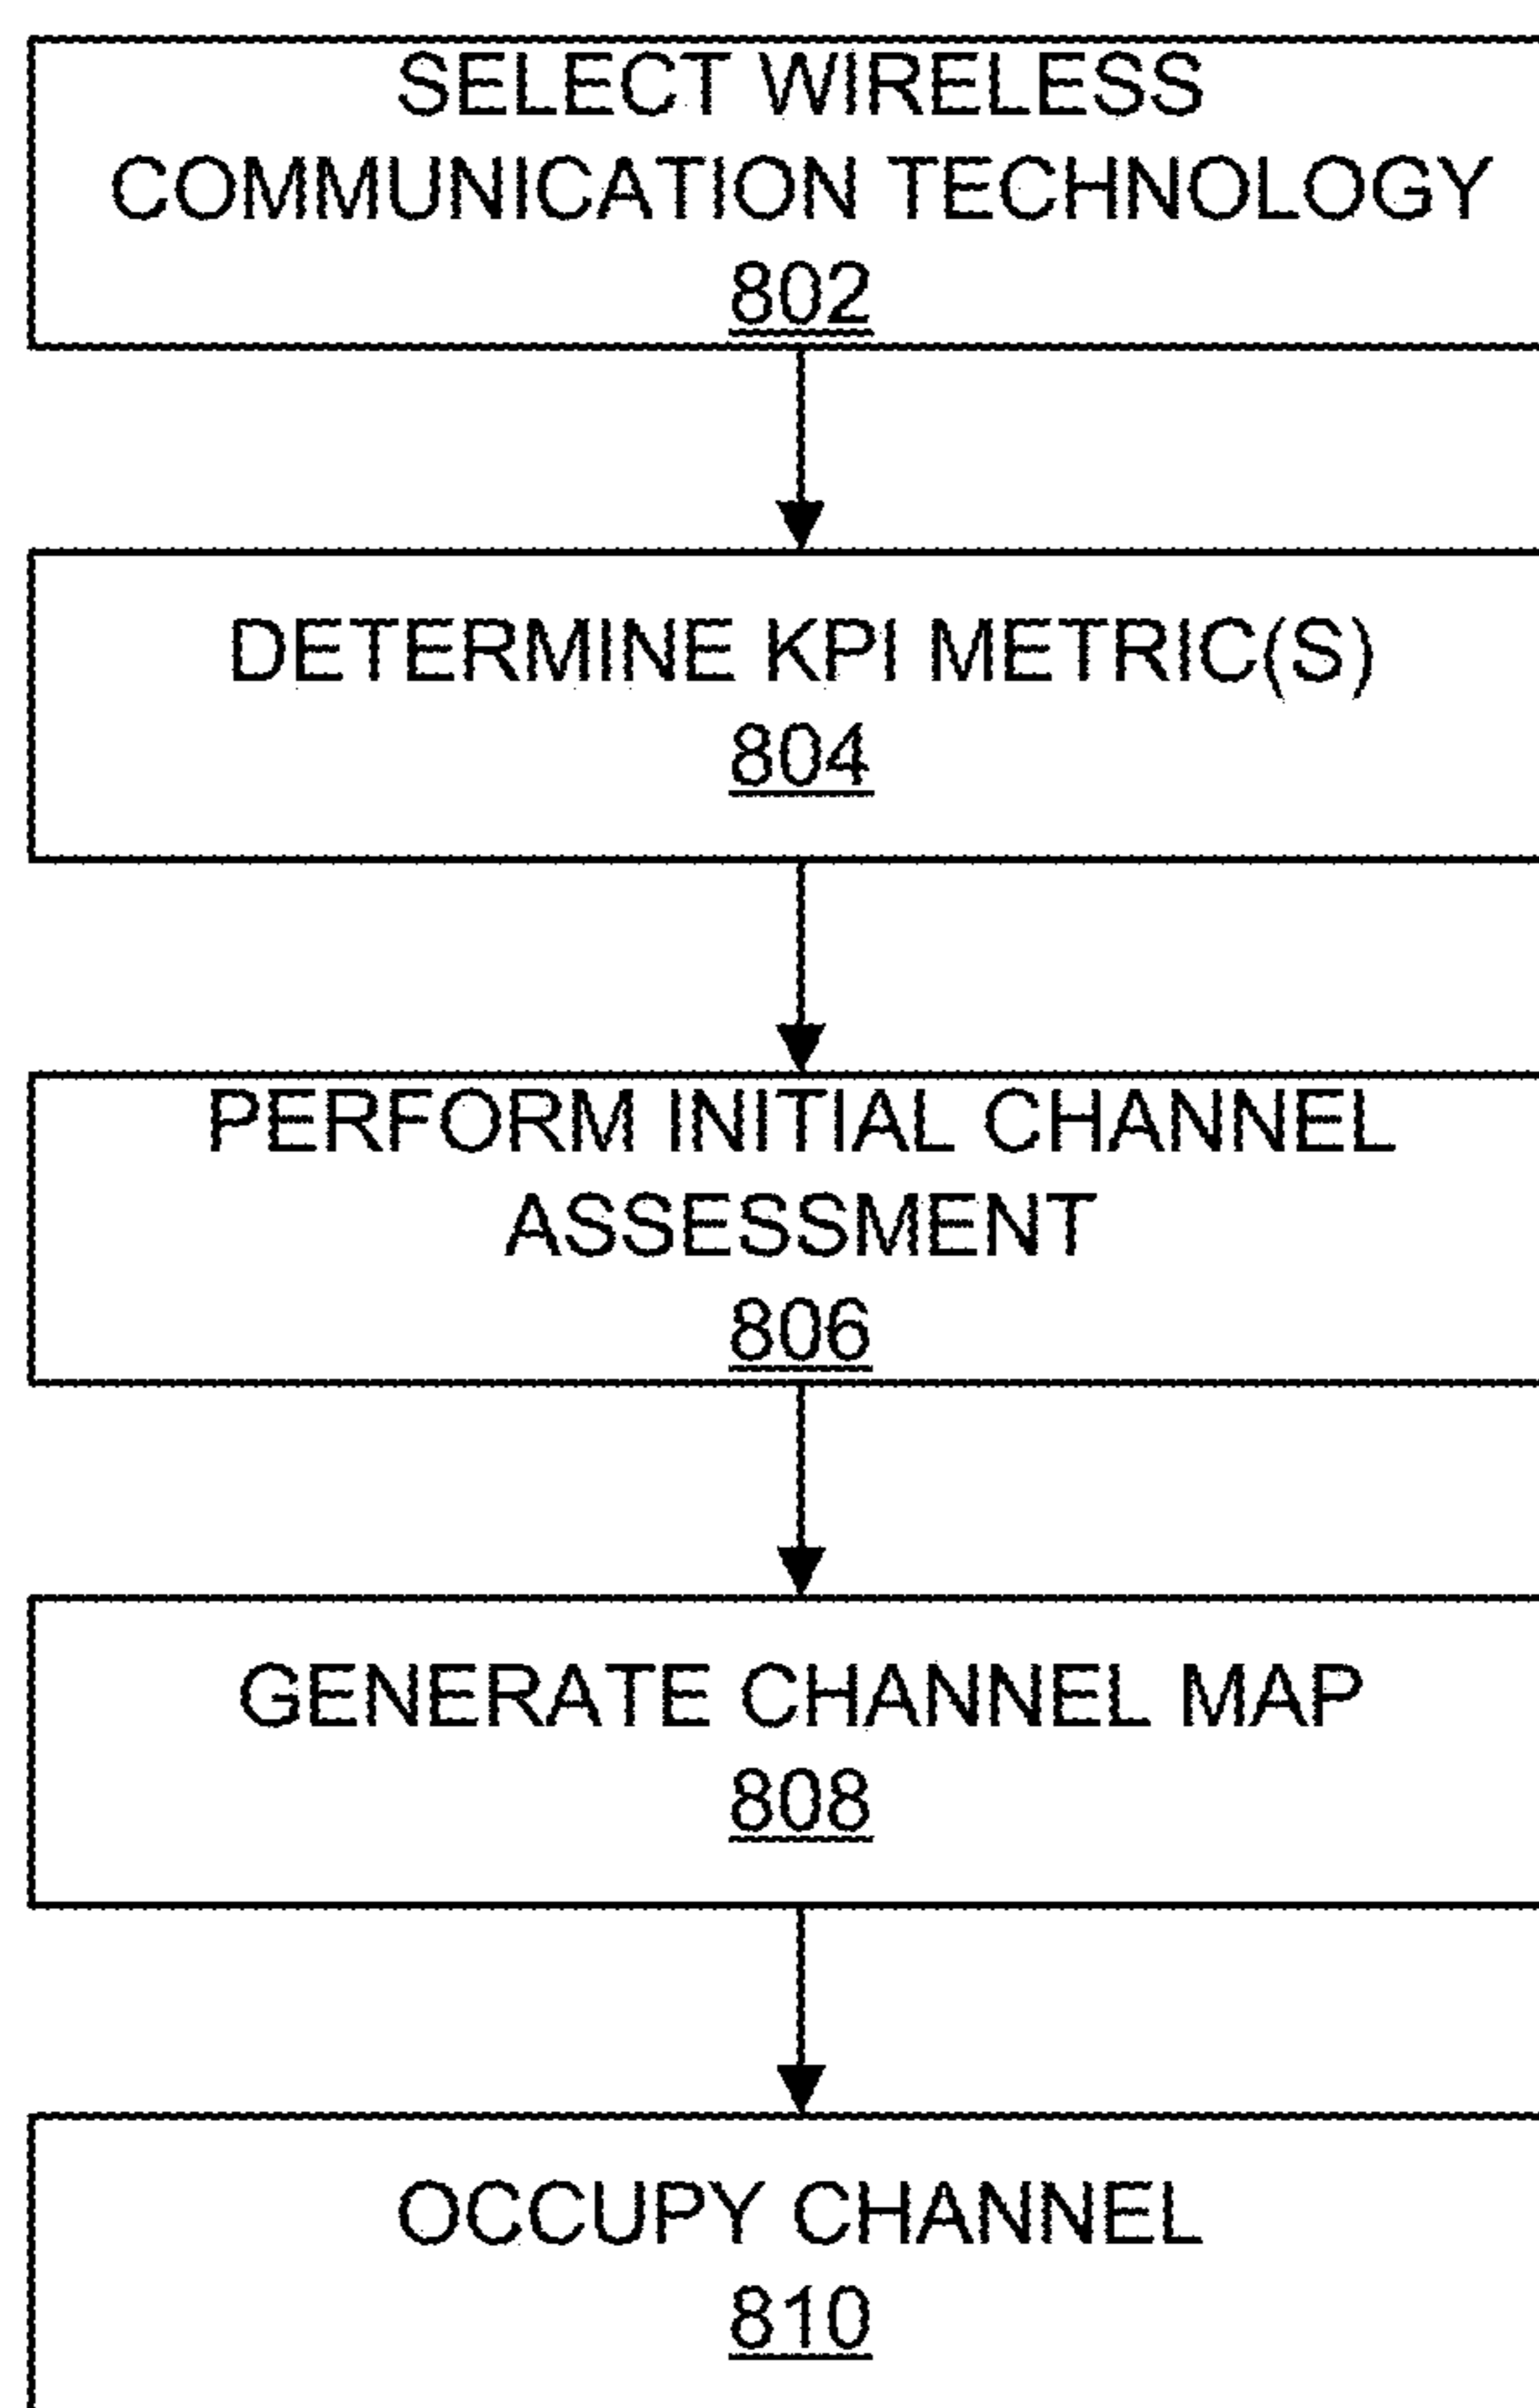 SELECT WIRELESS
COMMUNICATION TECHNOLOGY
802
DETERMINE KPI METRIC(S)
804
PERFORM INITIAL CHANNEL
ASSESSMENT
806
GENERATE CHANNEL MAP
808
OCCUPY CHANNEL
810